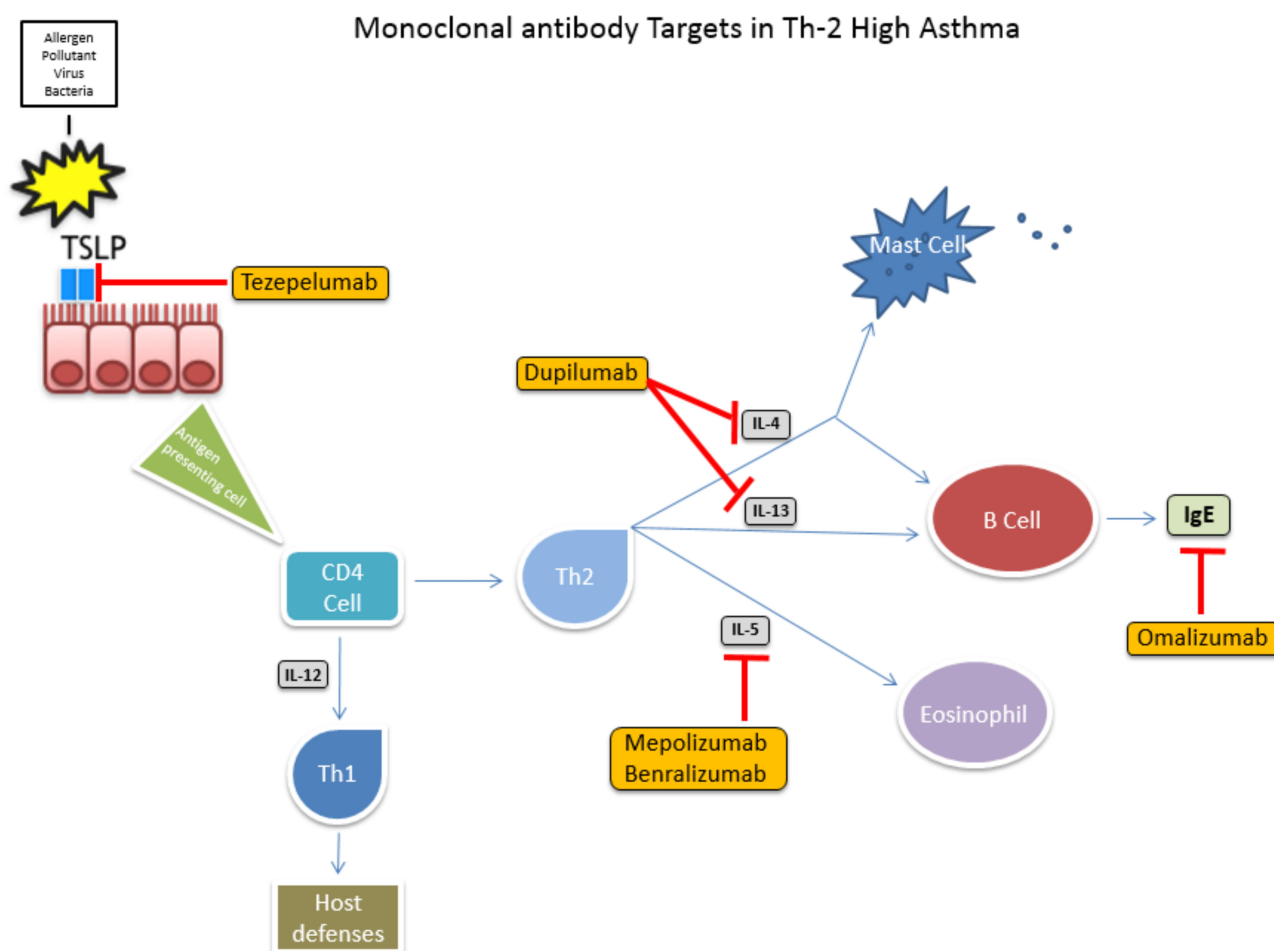 Monoclonal antibody Targets in Th-2 High Asthma
Allergen
Pollutant
Virus
Bacteria
TSLP
Tezepelumab
Mast Cell
Dupilumab
IL-4
Antigen
presenting cell
IL-13
B Cell
IgE
CD4
Cell
Th2
IL-5
Omalizumab
IL-12
Eosinophil
Mepolizumab
Benralizumab
Th1
Host
defenses